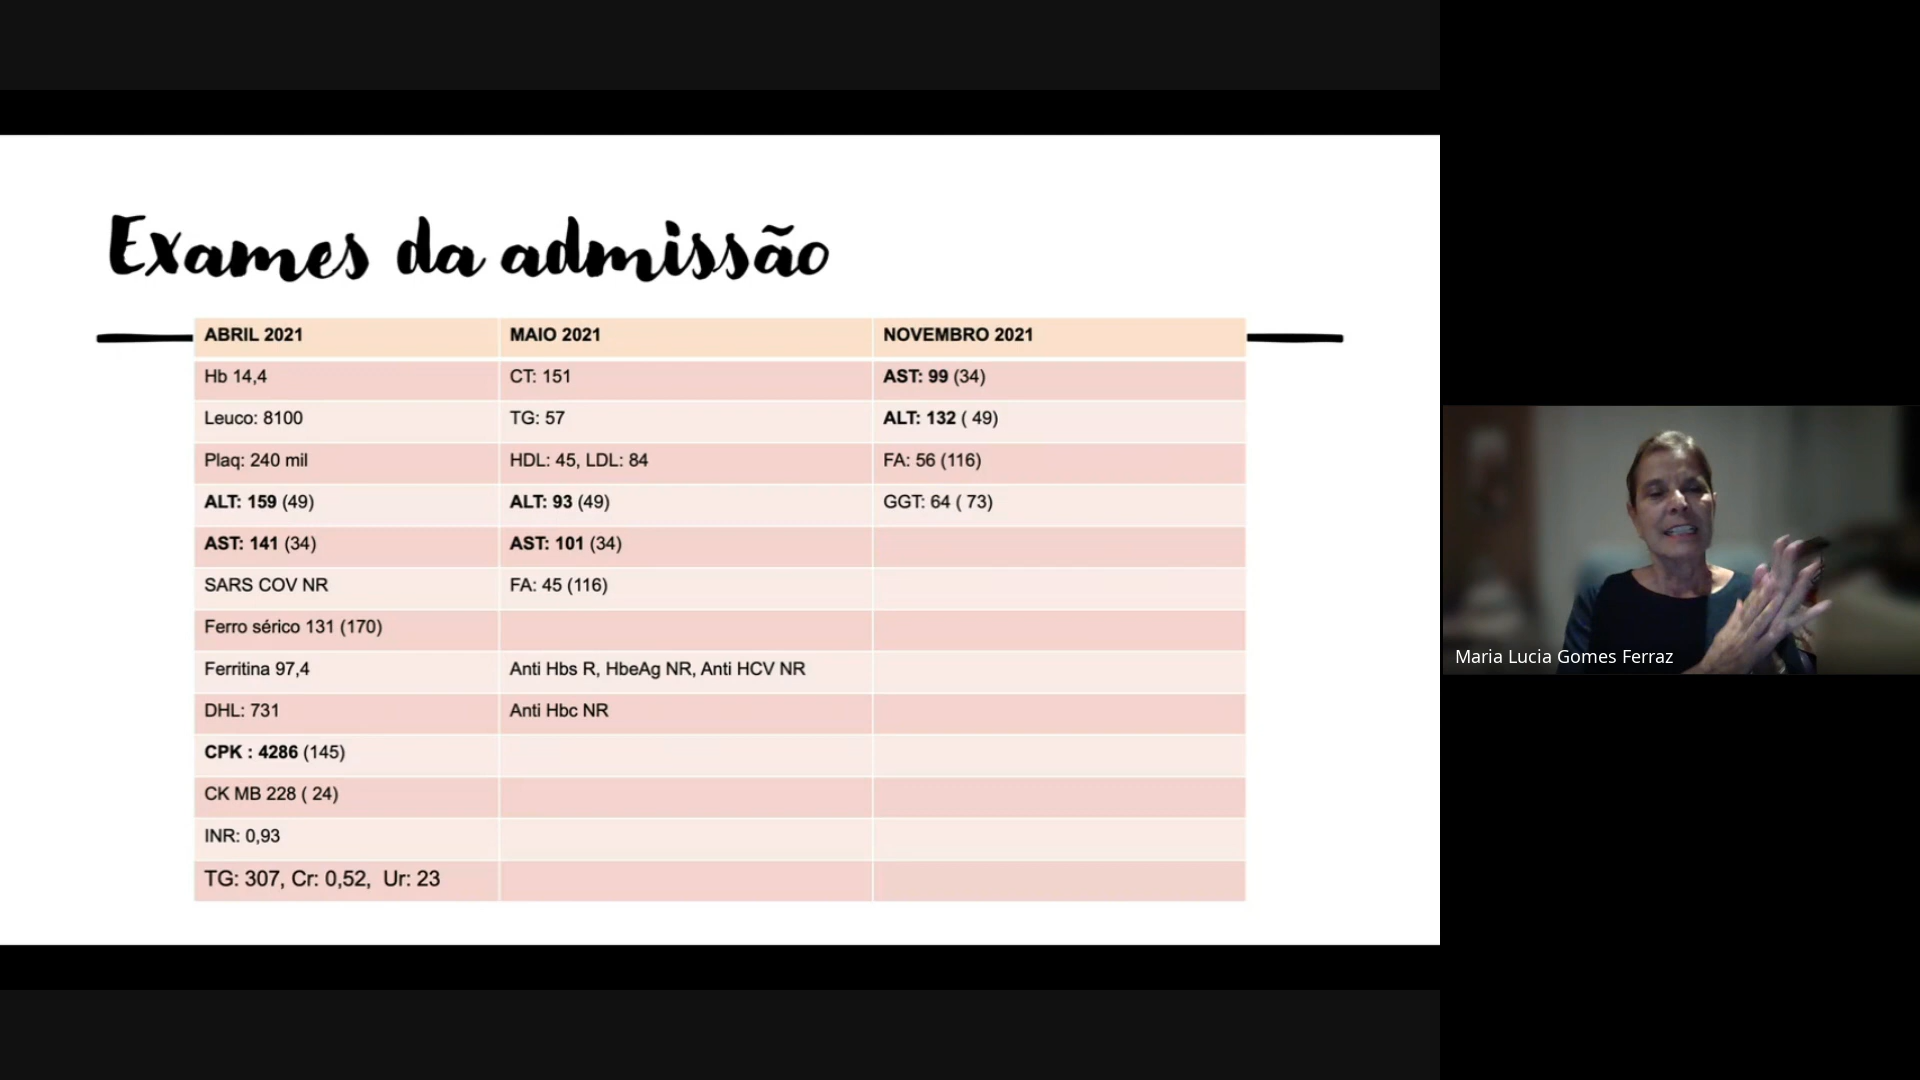 Exames da admissão
ABRIL 2021 MAIO 2021 NOVEMBRO 2021
Hb 14,4 CT: 151 AST: 99 (34)
Leuco: 8100 TG: 57 ALT: 132 ( 49)
Plaq: 240 mil HDL: 45, LDL: 84 FA: 56 (116)
ALT: 159 (49) ALT: 93 (49) GGT: 64 ( 73)
AST: 141 (34) AST: 101 (34)
SARS COV NR FA: 45 (116)
Ferro sérico 131 (170)
Ferritina 97,4 Anti Hbs R, HbeAg NR, Anti HCV NR
DHL: 731 Anti Hbc NR
CPK : 4286 (145)
CK MB 228 ( 24)
INR: 0,93
TG: 307, Cr: 0,52, Ur: 23
Maria Lucia Gomes Ferraz